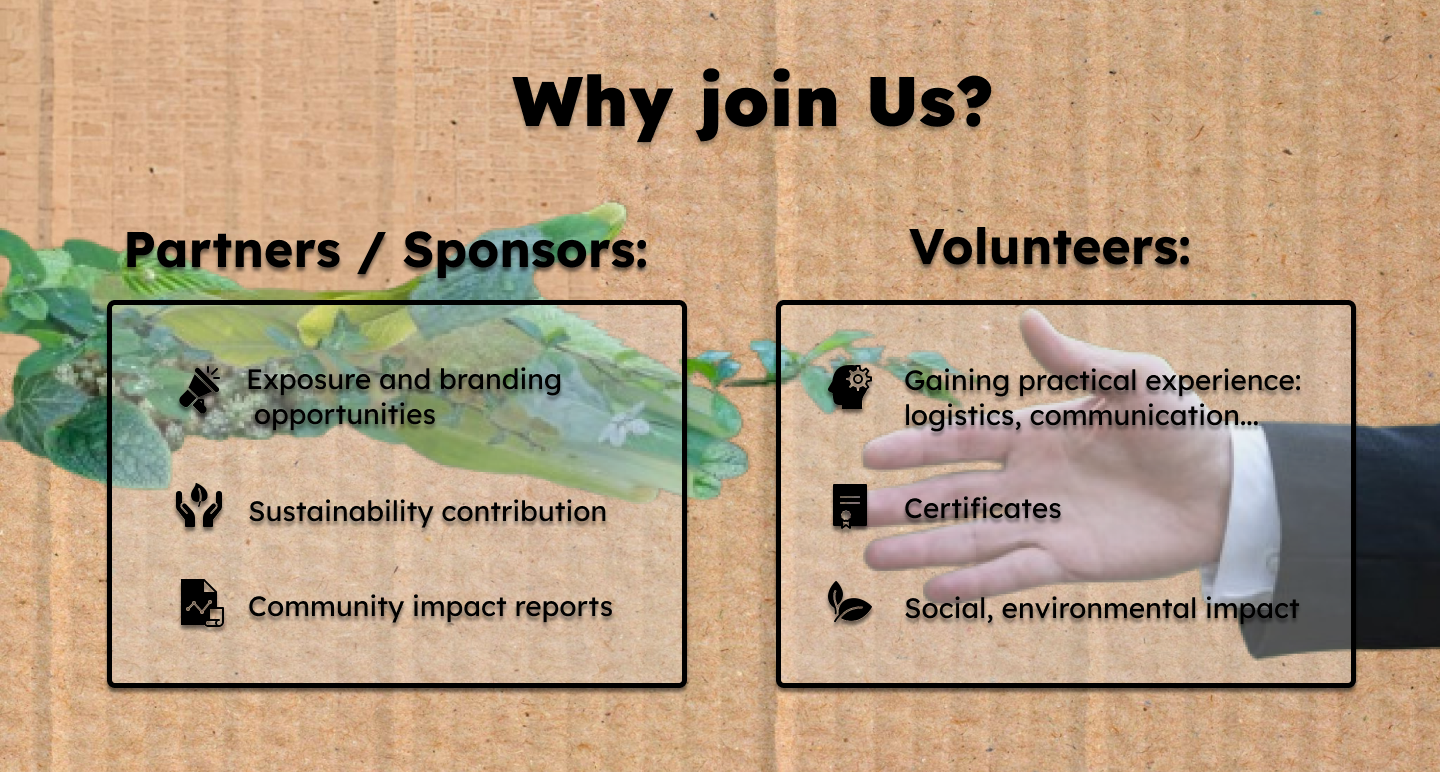 Why join Us?
Partners / Sponsors:
Exposure and branding
opportunities
Sustainability contribution
Community impact reports
Volunteers:
Gaining practical experience:
logistics, communication...
Certificates
Social, environmental impact